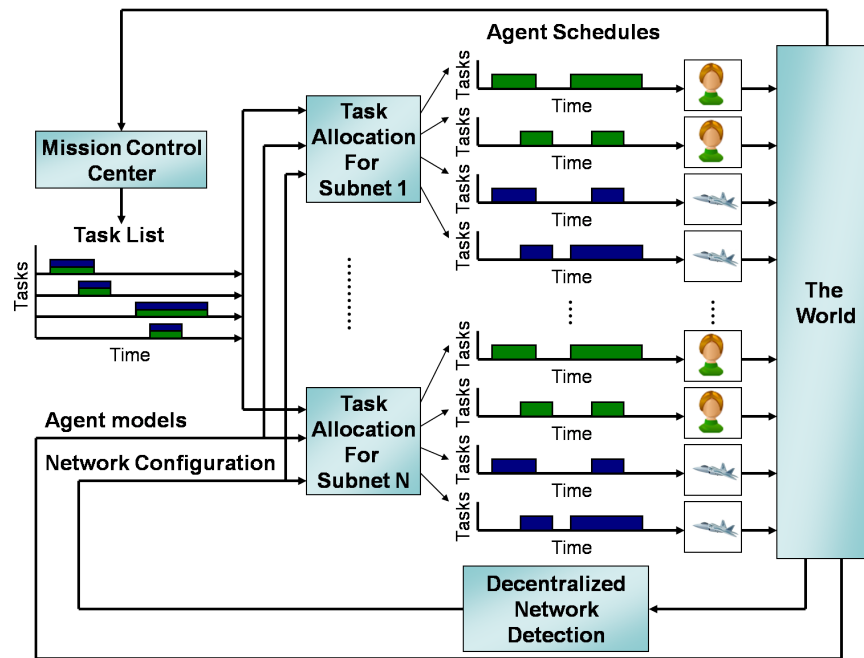 Agent Schedules
Mission Control
Center
Task List
Tasks
Time
Task
Allocation
For
Subnet 1
Tasks
Time
Tasks
Time
Tasks
Time
Tasks
Time
The
World
Agent models
Network Configuration
Task
Allocation
For
Subnet N
Tasks
Time
Tasks
Time
Tasks
Time
Tasks
Time
Decentralized
Network
Detection